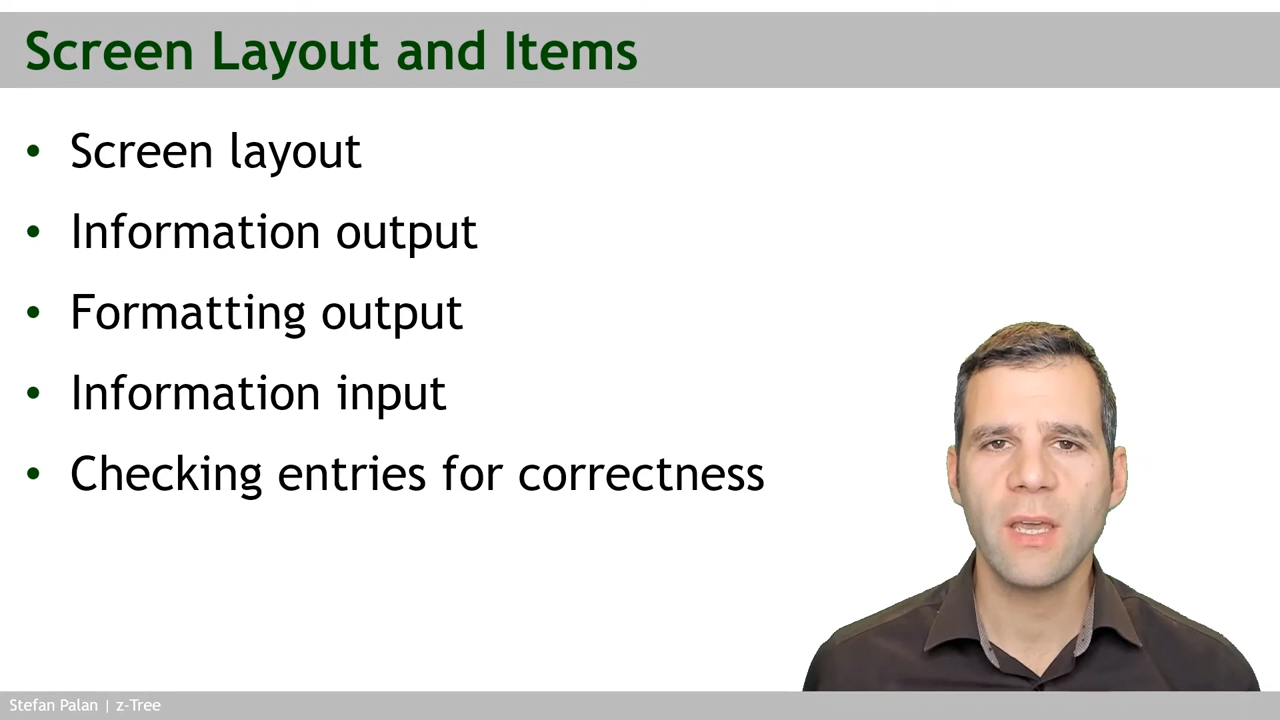 Screen Layout and Items
• Screen layout
• Information output
• Formatting output
• Information input
• Checking entries for correctness
Stefan Palan | z-Tree